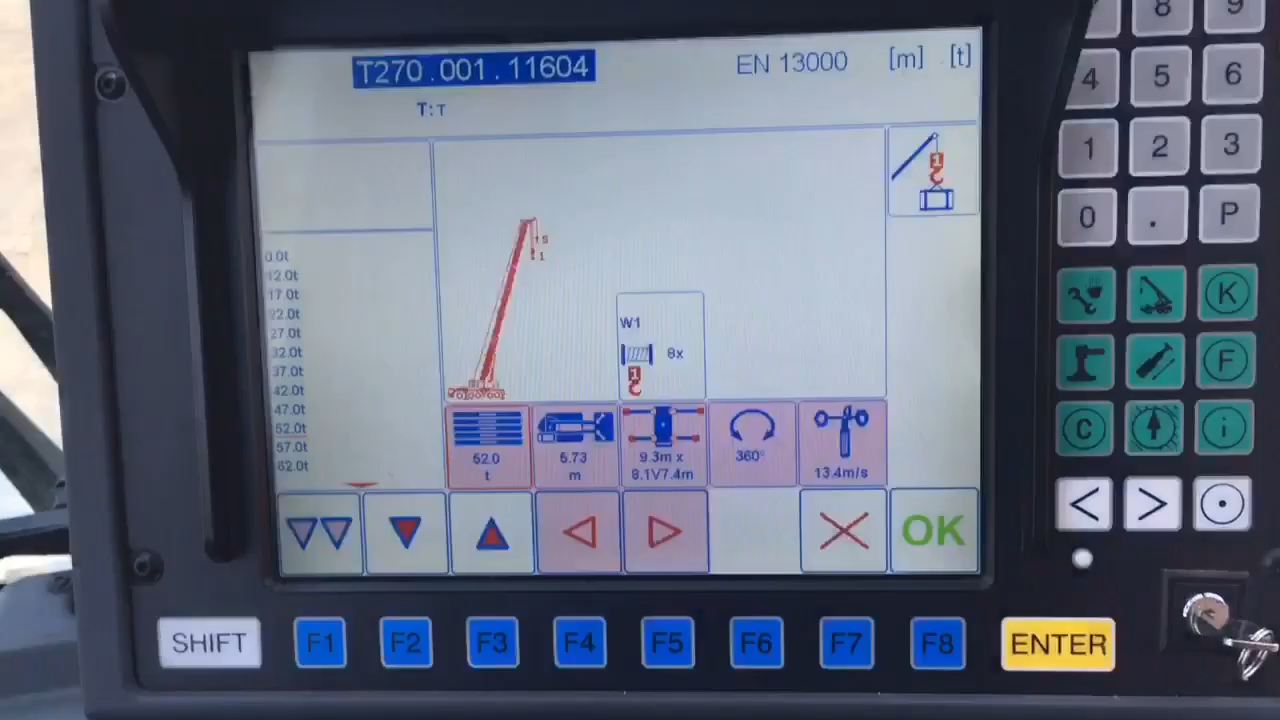 T270.001.11604
EN 13000 [m] [t]
T: T
1
0.0t
12.0t
17.0t
22.0t
27.0t
32.0t
37.0t
42.0t
47.0t
52.0t
57.0t
62.0t
W1
8x
1
52.0
t
5.73
m
9.3m x
8.1V7.4m
360°
13.4m/s
OK
SHIFT F1 F2 F3 F4 F5 F6 F7 F8 ENTER
8 9
4 5 6
1 2 3
0 . P
K
F
C i
< >